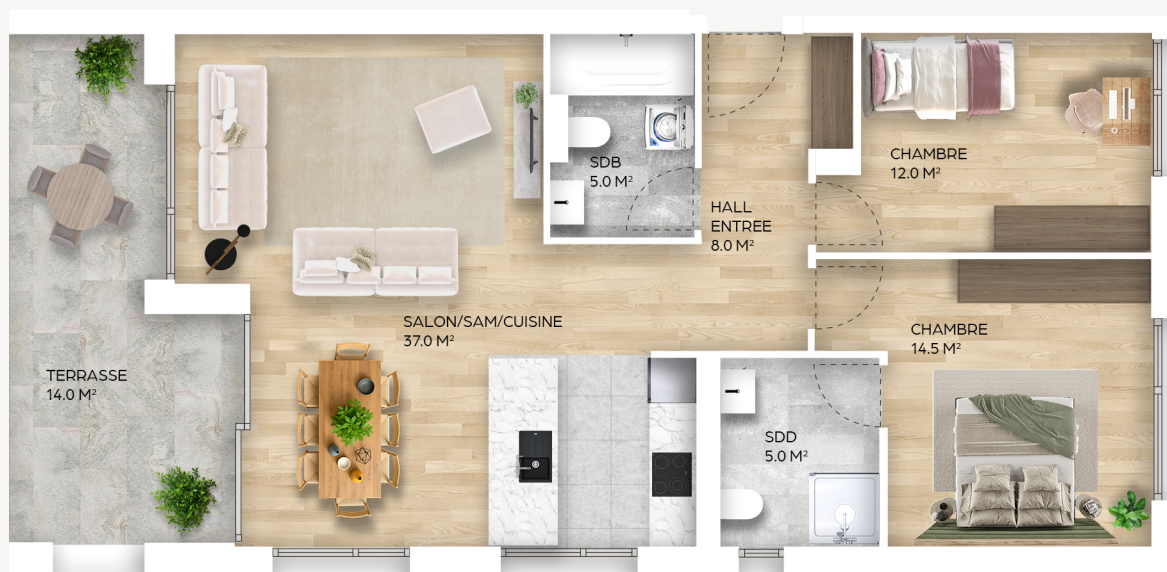 SDB
5.0 M²
CHAMBRE
12.0 M²
HALL
ENTREE
8.0 M²
SALON/SAM/CUISINE
37.0 M²
CHAMBRE
14.5 M²
TERRASSE
14.0 M²
SDD
5.0 M²